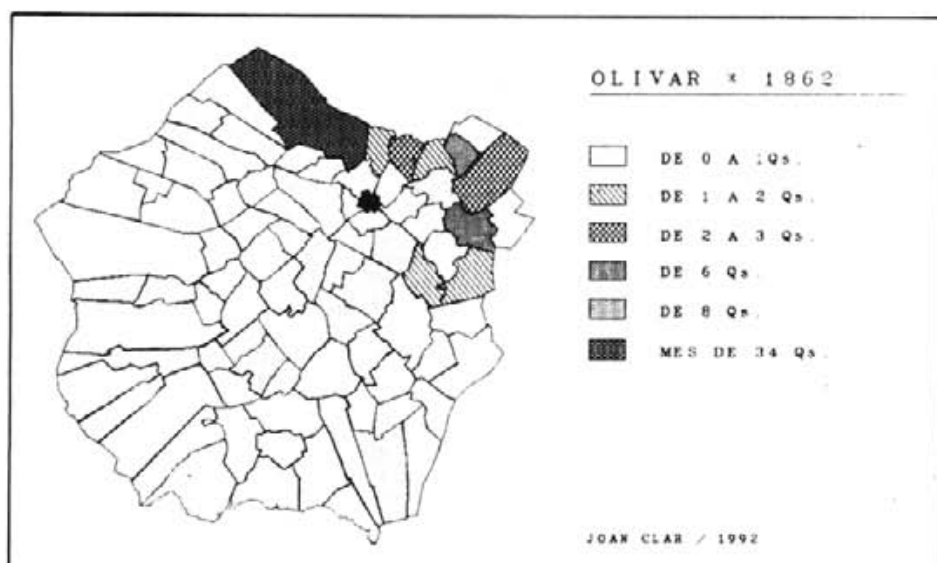 OLIVAR * 1862
DE 0 A 1Qs.
DE 1 A 2 Qs.
DE 2 A 3 Qs.
DE 6 Qs.
DE 8 Qs.
MES DE 34 Qs.
JOAN CLAR / 1992